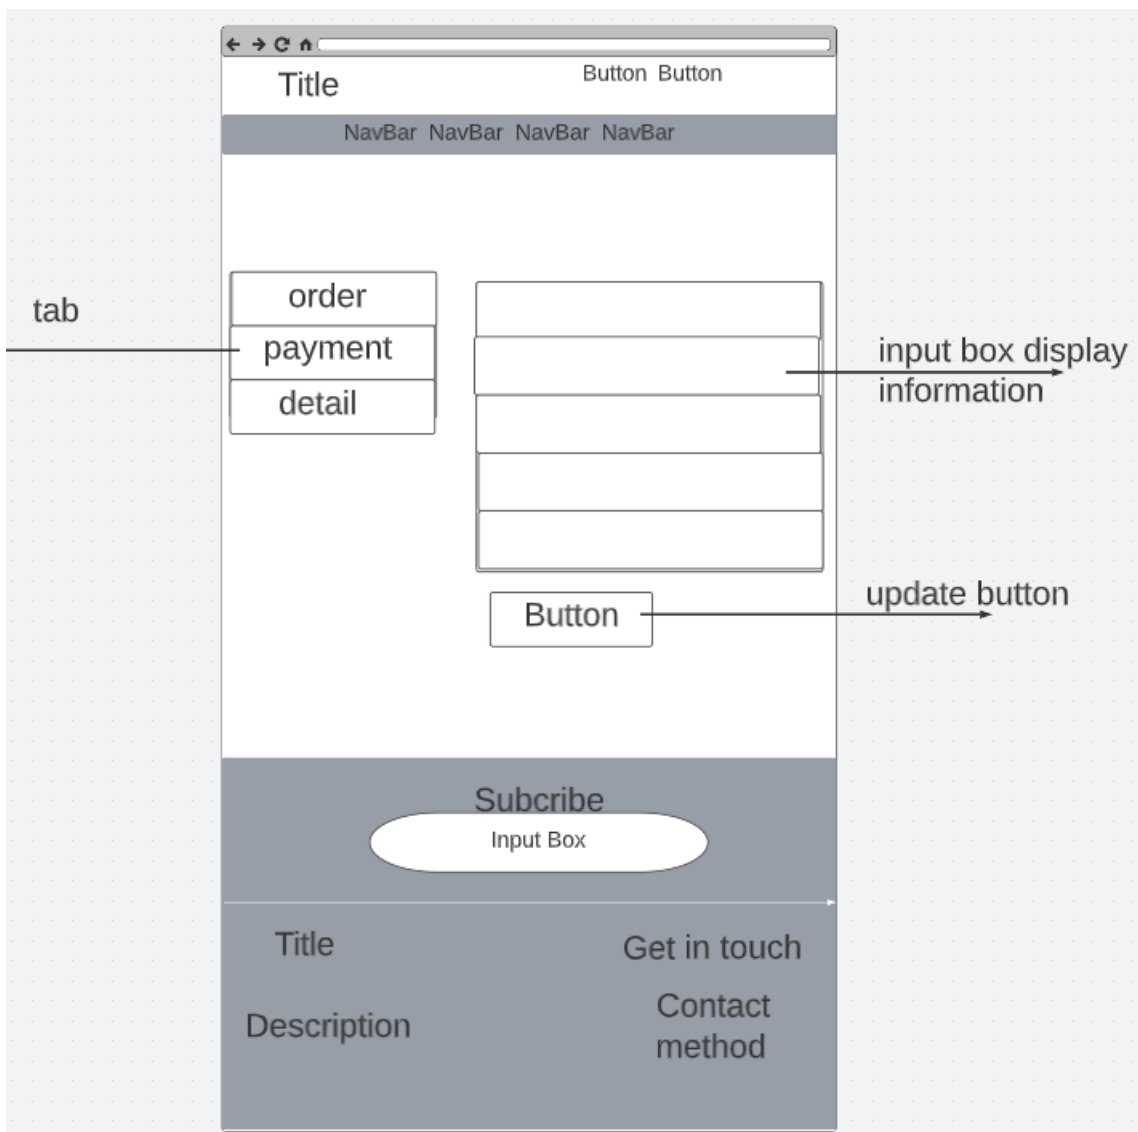 Title
Button Button
NavBar NavBar NavBar NavBar
tab
order
payment
detail
input box display
information
Button
update button
Subcribe
Input Box
Title
Get in touch
Description
Contact
method